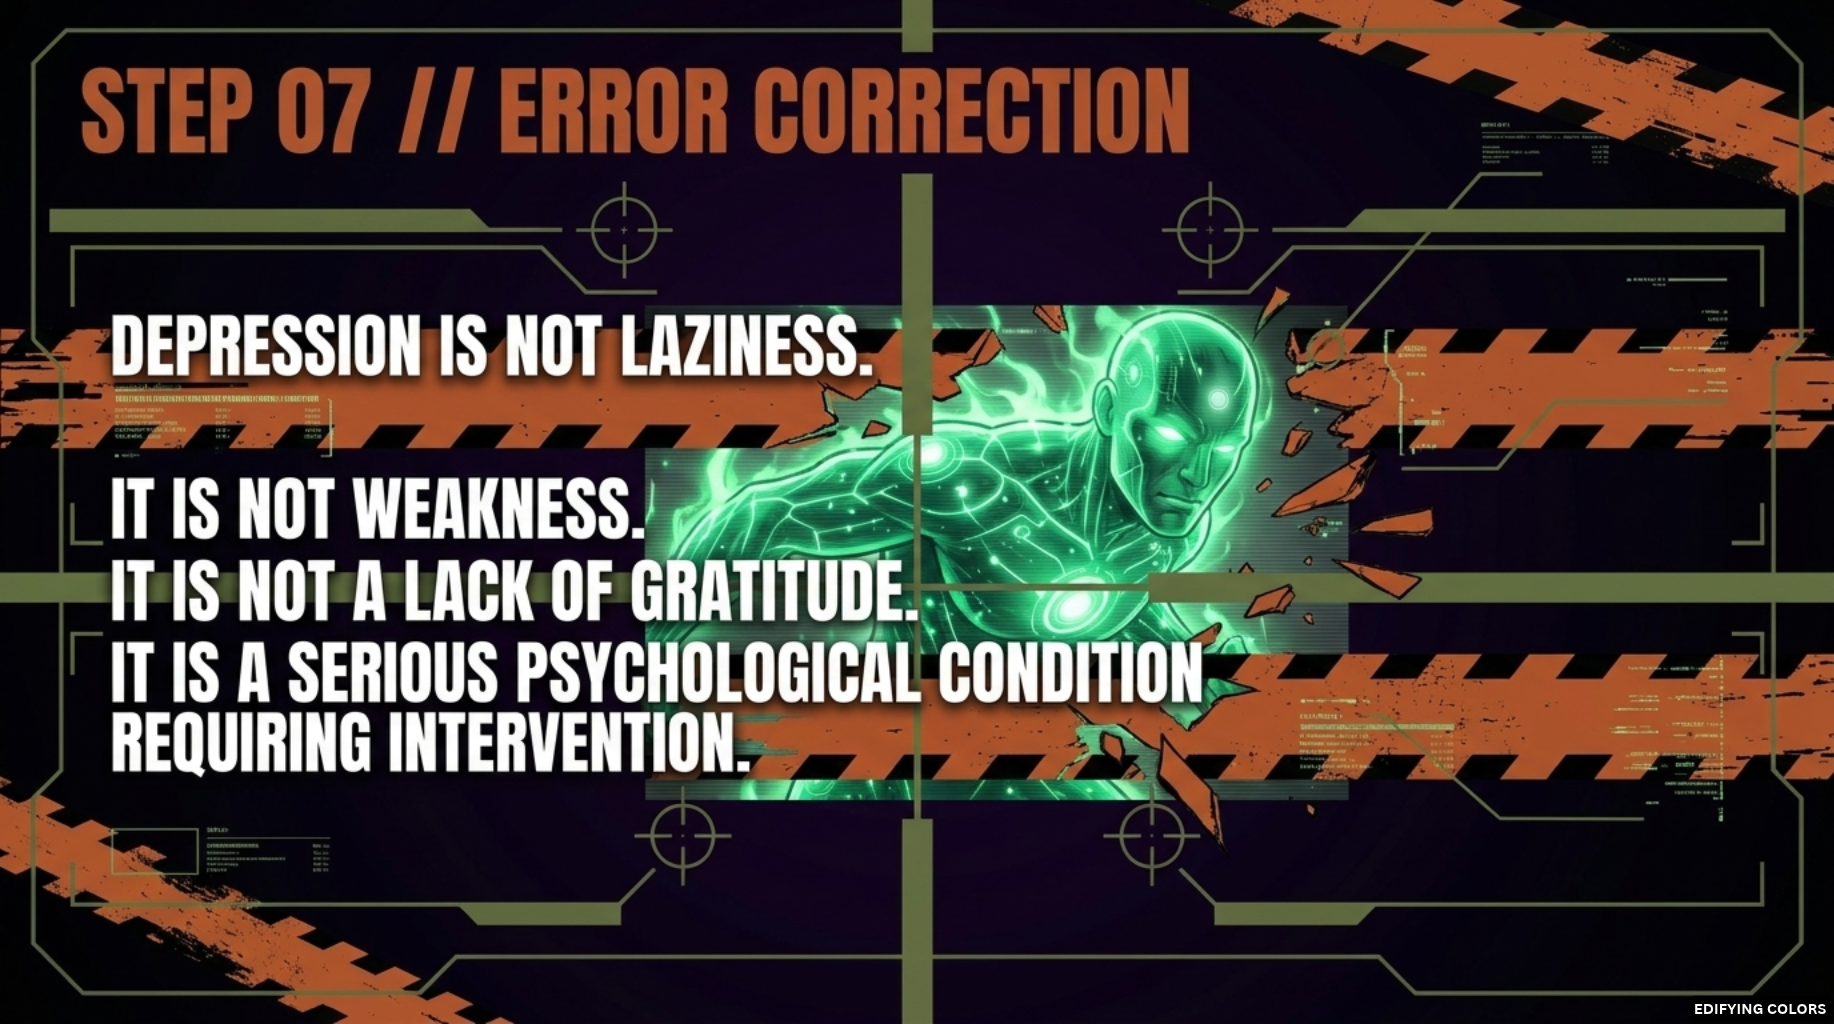 STEP 07 // ERROR CORRECTION
DEPRESSION IS NOT LAZINESS.
IT IS NOT WEAKNESS.
IT IS NOT A LACK OF GRATITUDE.
IT IS A SERIOUS PSYCHOLOGICAL CONDITION
REQUIRING INTERVENTION.
EDIFYING COLORS